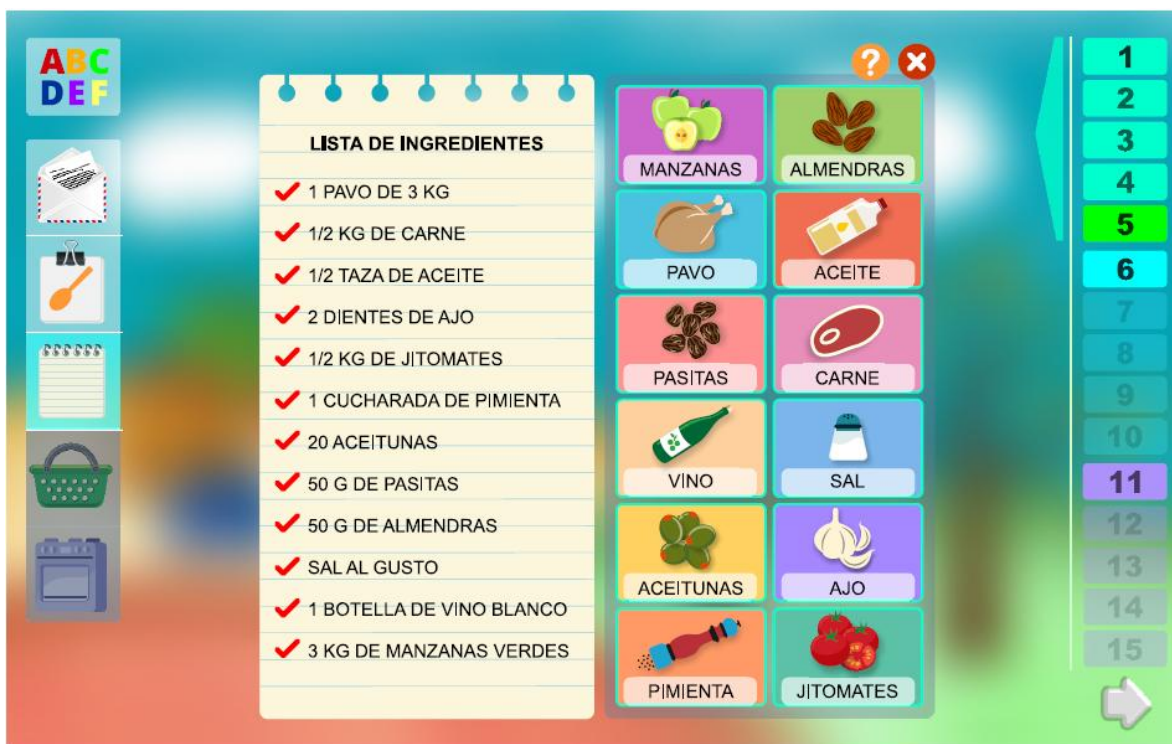 ABC
DEF
LISTA DE INGREDIENTES
1 PAVO DE 3 KG
1/2 KG DE CARNE
1/2 TAZA DE ACEITE
2 DIENTES DE AJO
1/2 KG DE JITOMATES
1 CUCHARADA DE PIMIENTA
20 ACEITUNAS
50 G DE PASITAS
50 G DE ALMENDRAS
SAL AL GUSTO
1 BOTELLA DE VINO BLANCO
3 KG DE MANZANAS VERDES
?
MANZANAS
ALMENDRAS
PAVO
ACEITE
PASITAS
CARNE
VINO
SAL
ACEITUNAS
AJO
PIMIENTA
JITOMATES
1
2
3
4
5
6
7
8
9
10
11
12
13
14
15